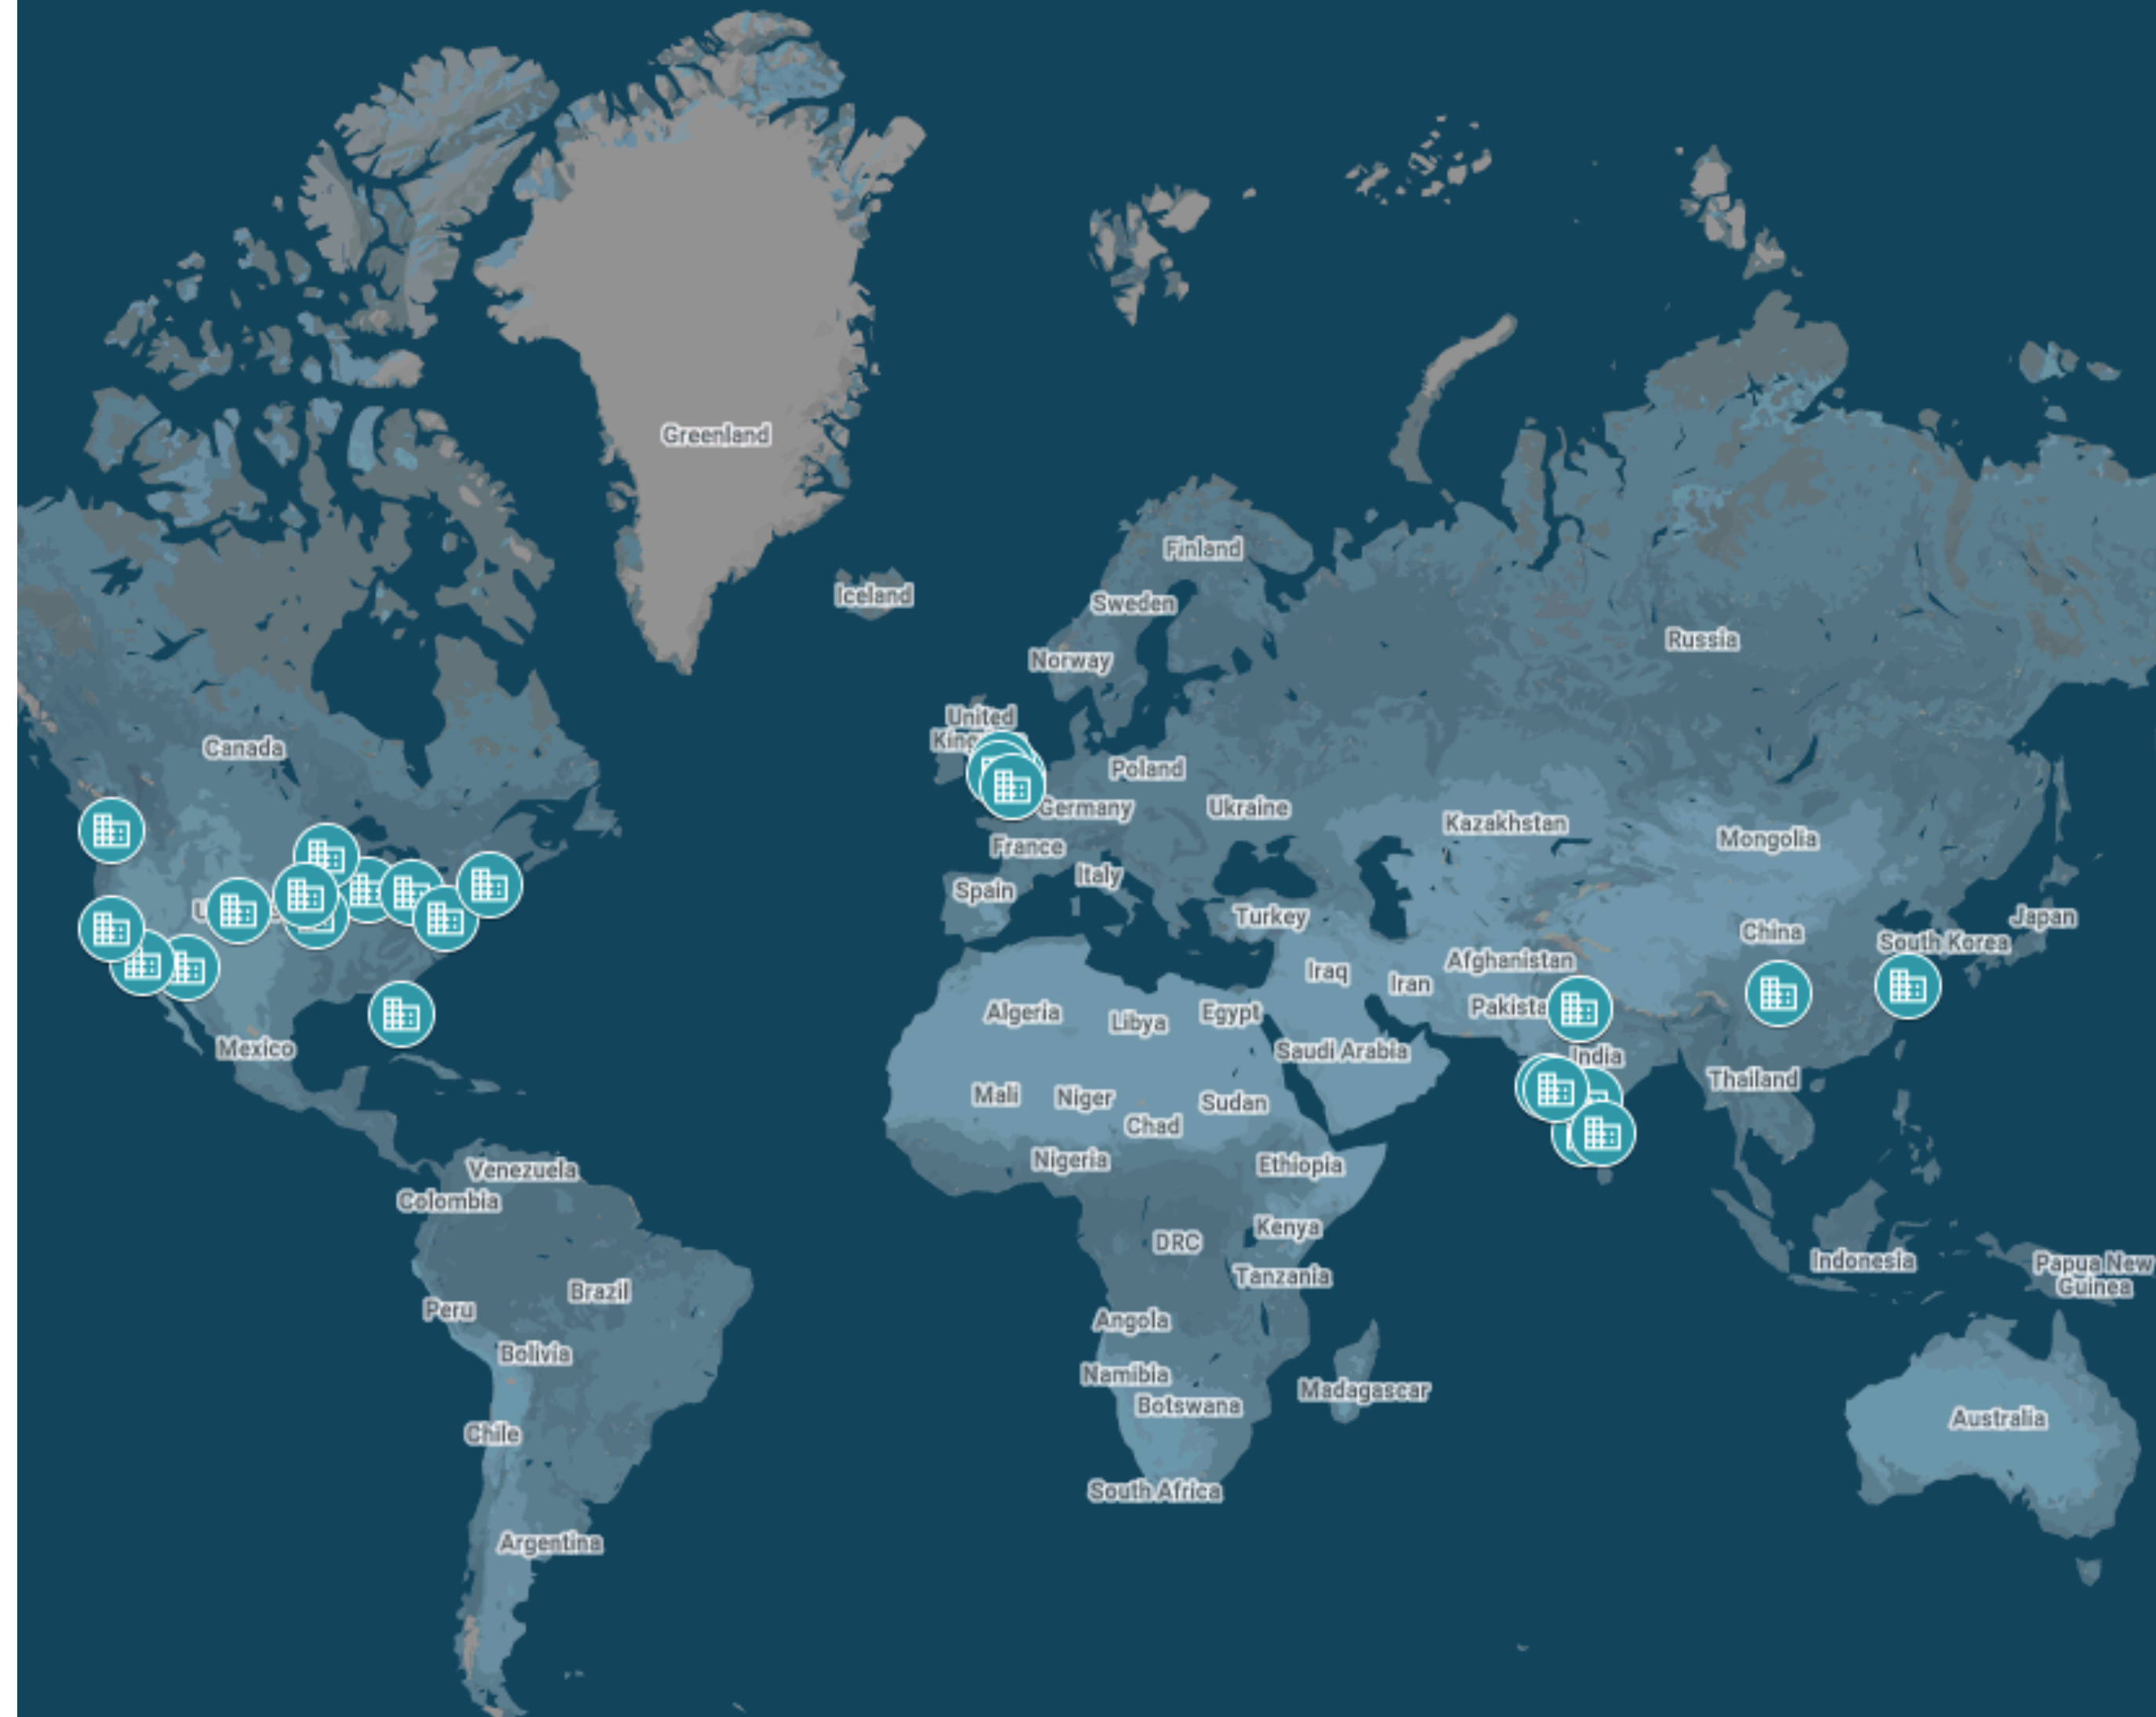 Greenland
Finland
Iceland
Sweden
Russia
Norway
United
Canada
Poland
Germany
Ukraine
Kazakhstan
Mongolia
France
Italy
Spain
Turkey
Japan
China
South Korea
Afghanistan
Iraq
Iran
Pakista
Algeria
Libya
Egypt
Mexico
Saudi Arabia
India
Thailand
Mali
Niger
Sudan
Chad
Nigeria
Ethiopia
Venezuela
Colombia
Kenya
DRC
Indonesia
Papua New
Guinea
Tanzania
Brazil
Peru
Angola
Bolivia
Namibia
Madagascar
Botswana
Australia
Chile
South Africa
Argentina